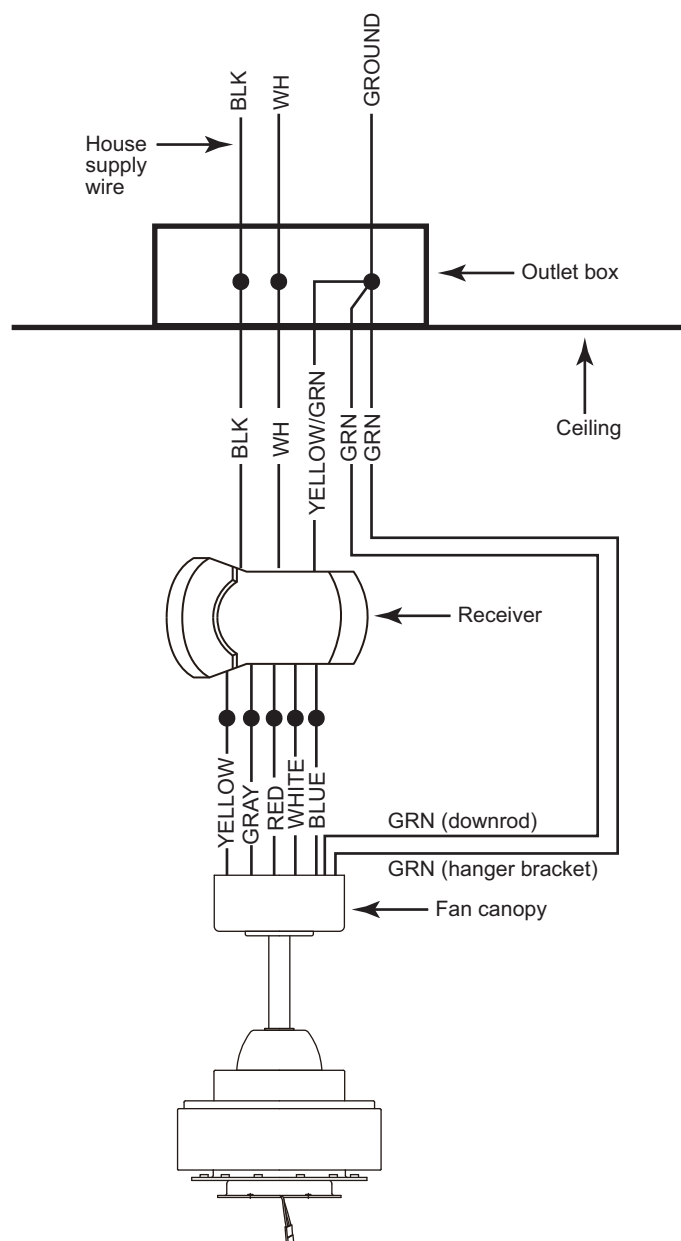 BLK
WH
GROUND
House
supply
wire
Outlet box
Ceiling
BLK
WH
YELLOW/GRN
GRN
GRN
Receiver
YELLOW
GRAY
RED
WHITE
BLUE
GRN (downrod)
GRN (hanger bracket)
Fan canopy